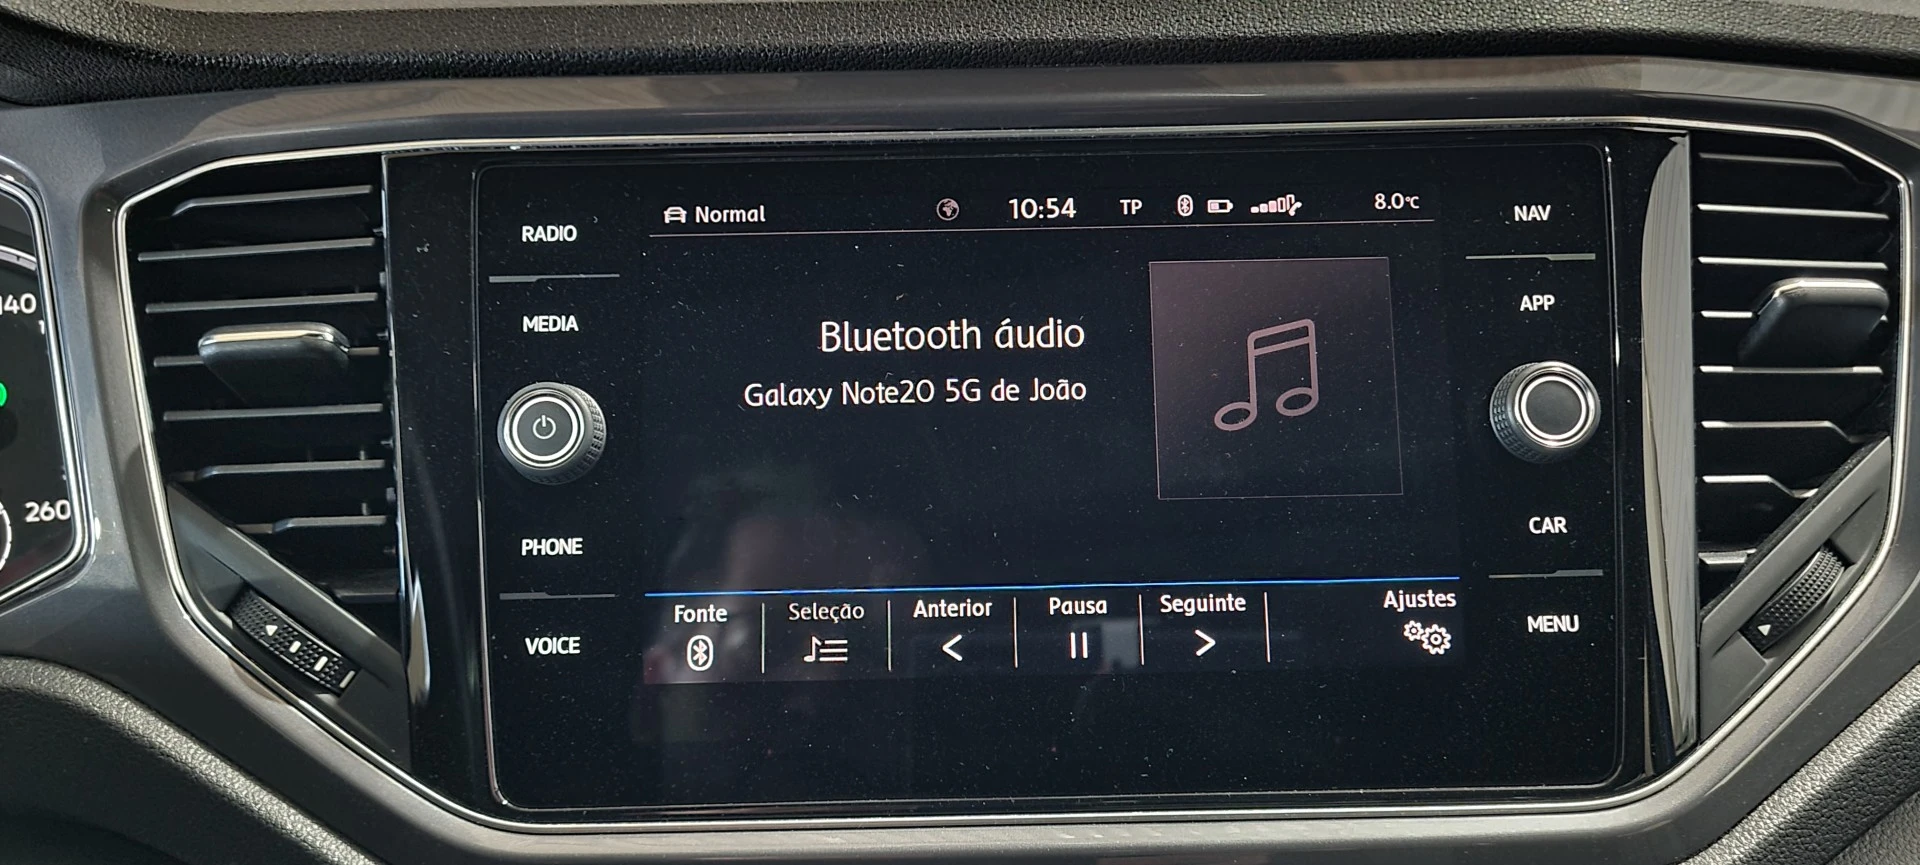 140
260
RADIO
MEDIA
PHONE
VOICE
Normal
10:54
TP
8.0°C
Bluetooth áudio
Galaxy Note20 5G de João
Fonte
Seleção
Anterior
Pausa
Seguinte
Ajustes
NAV
APP
CAR
MENU